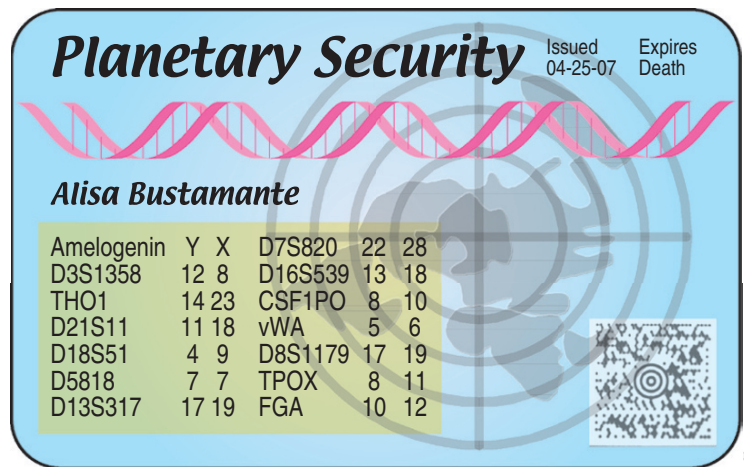 Planetary Security
Issued Expires
04-25-07 Death
Alisa Bustamante
Amelogenin Y X D7S820 22 28
D3S1358 12 8 D16S539 13 18
THO1 14 23 CSF1PO 8 10
D21S11 11 18 vWA 5 6
D18S51 4 9 D8S1179 17 19
D5818 7 7 TPOX 8 11
D13S317 17 19 FGA 10 12